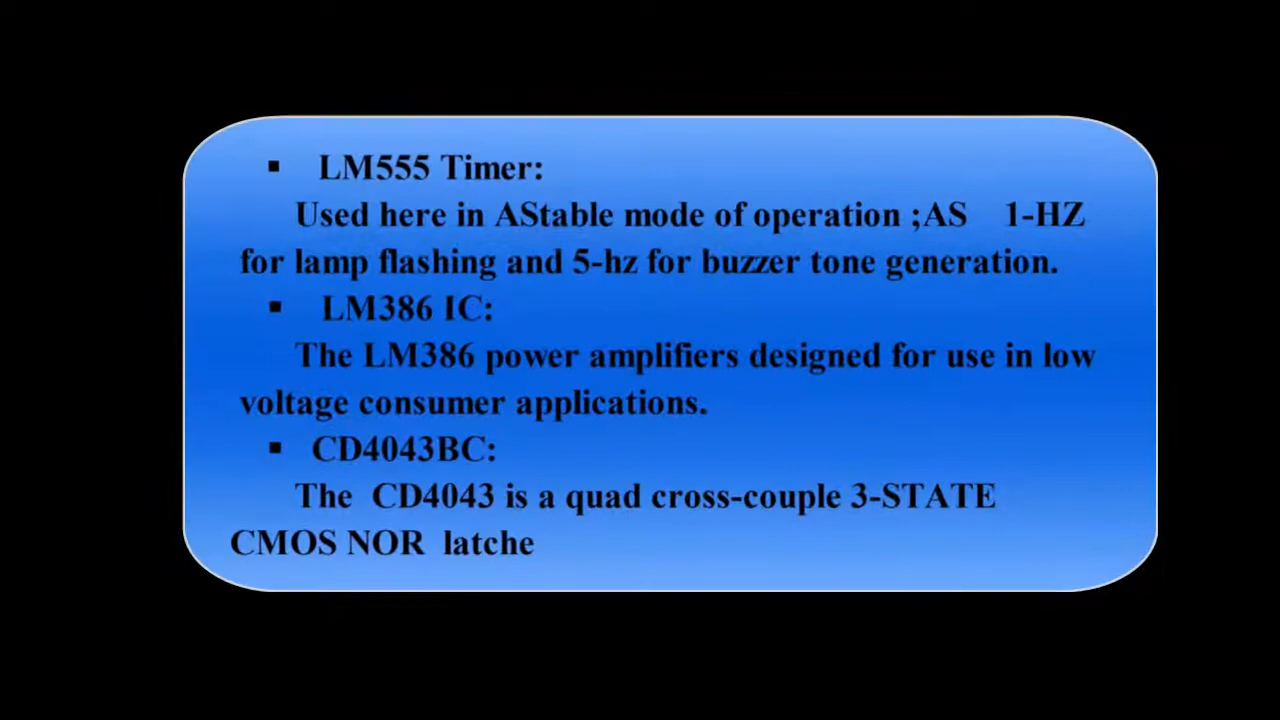 ▪ LM555 Timer:
Used here in AStable mode of operation ;AS 1-HZ
for lamp flashing and 5-hz for buzzer tone generation.
▪ LM386 IC:
The LM386 power amplifiers designed for use in low
voltage consumer applications.
▪ CD4043BC:
The CD4043 is a quad cross-couple 3-STATE
CMOS NOR latche